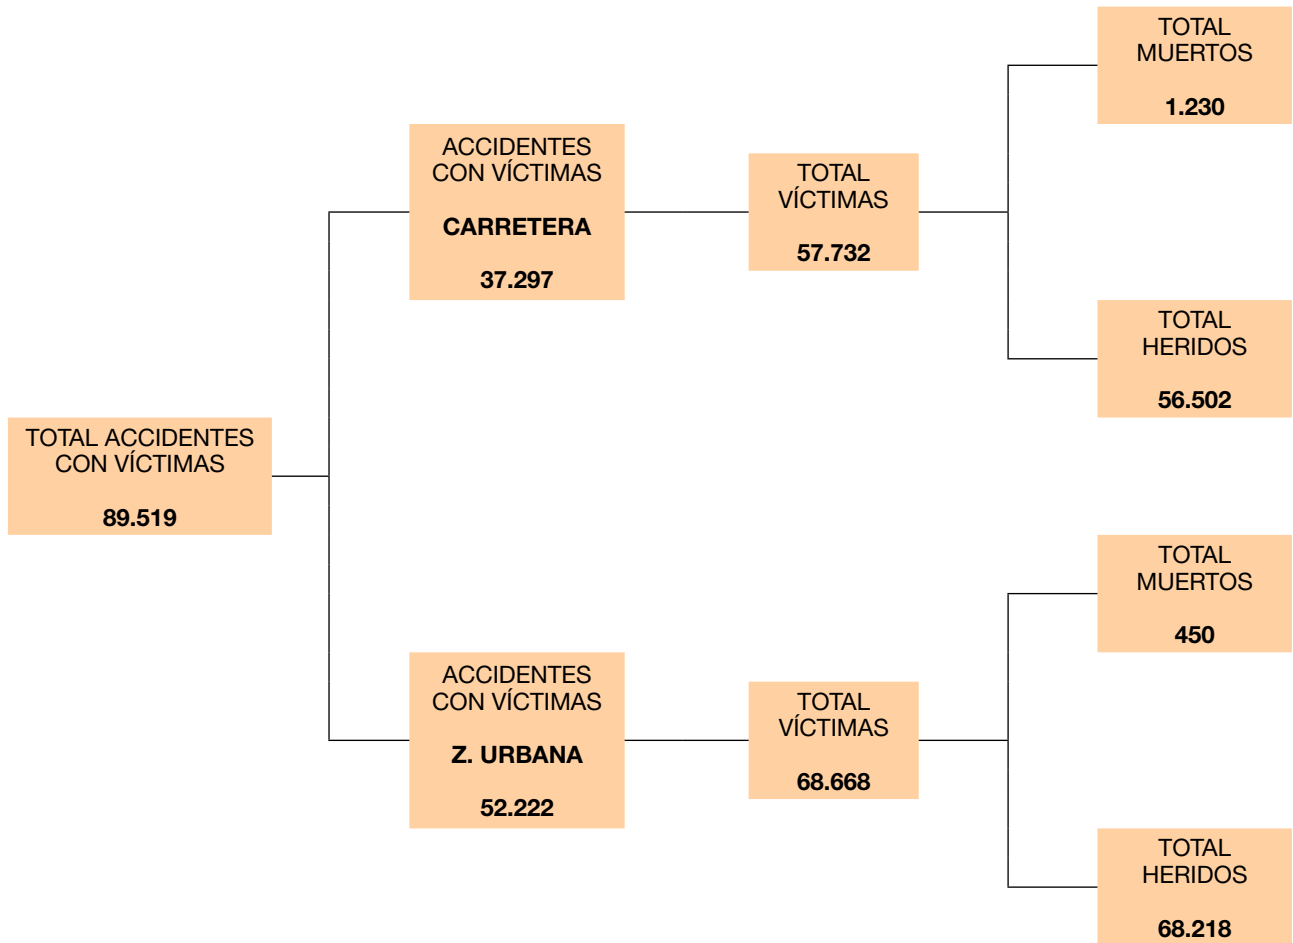 TOTAL ACCIDENTES
CON VÍCTIMAS
89.519
ACCIDENTES
CON VÍCTIMAS
CARRETERA
37.297
TOTAL
VÍCTIMAS
57.732
TOTAL
MUERTOS
1.230
TOTAL
HERIDOS
56.502
ACCIDENTES
CON VÍCTIMAS
Z. URBANA
52.222
TOTAL
VÍCTIMAS
68.668
TOTAL
MUERTOS
450
TOTAL
HERIDOS
68.218